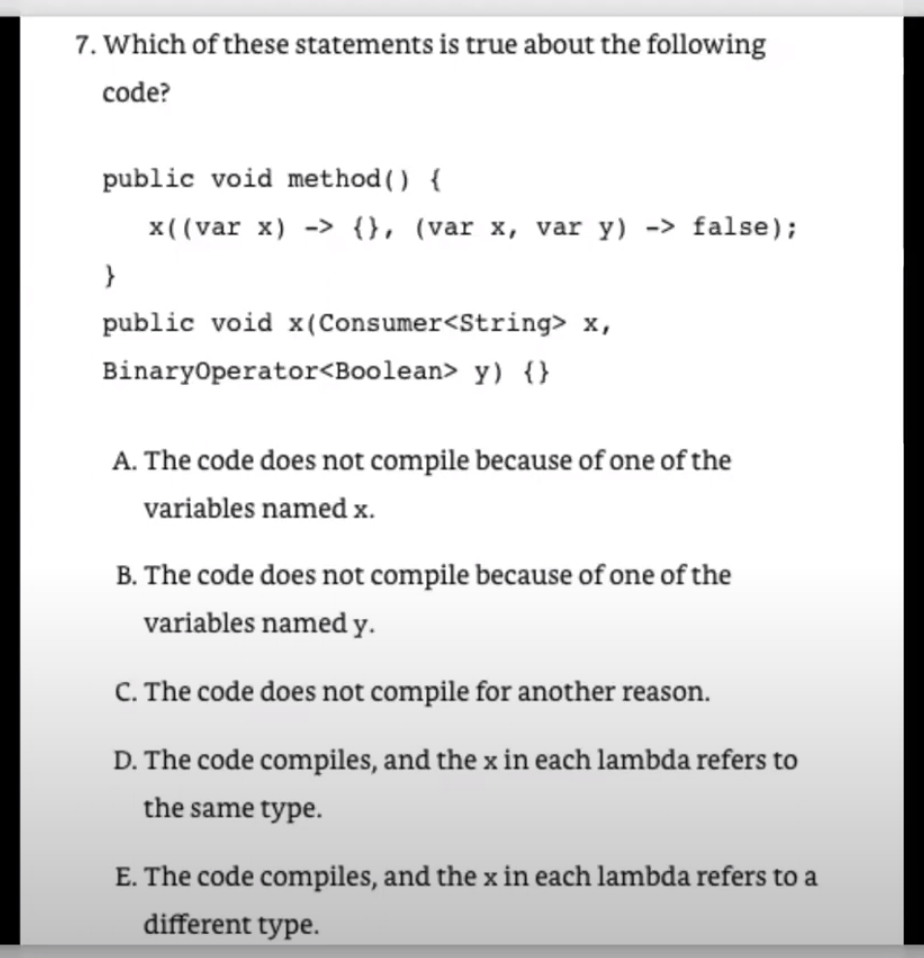 7. Which of these statements is true about the following
code?
public void method() {
x((var x) -> {}, (var x, var y) -> false);
}
public void x(Consumer<String> x,
BinaryOperator<Boolean> y) {}
A. The code does not compile because of one of the
variables named x.
B. The code does not compile because of one of the
variables named y.
C. The code does not compile for another reason.
D. The code compiles, and the x in each lambda refers to
the same type.
E. The code compiles, and the x in each lambda refers to a
different type.